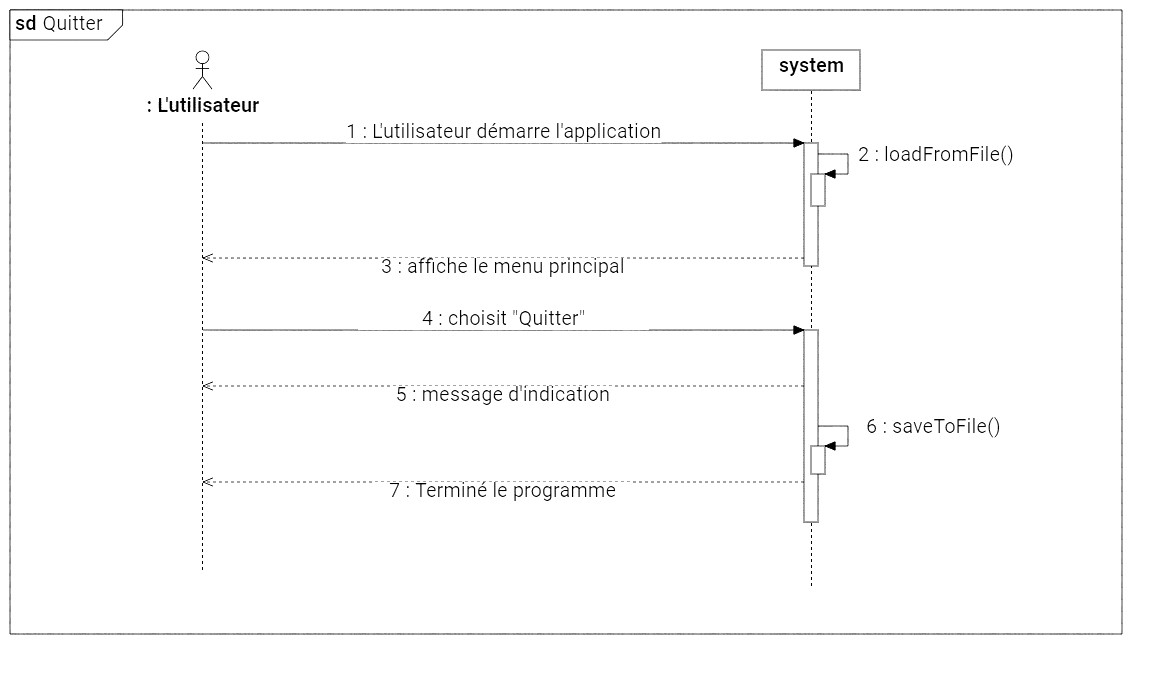 sd Quitter
: L'utilisateur
system
1 : L'utilisateur démarre l'application
2 : loadFromFile()
3 : affiche le menu principal
4 : choisit "Quitter"
5 : message d'indication
6 : saveToFile()
7 : Terminé le programme